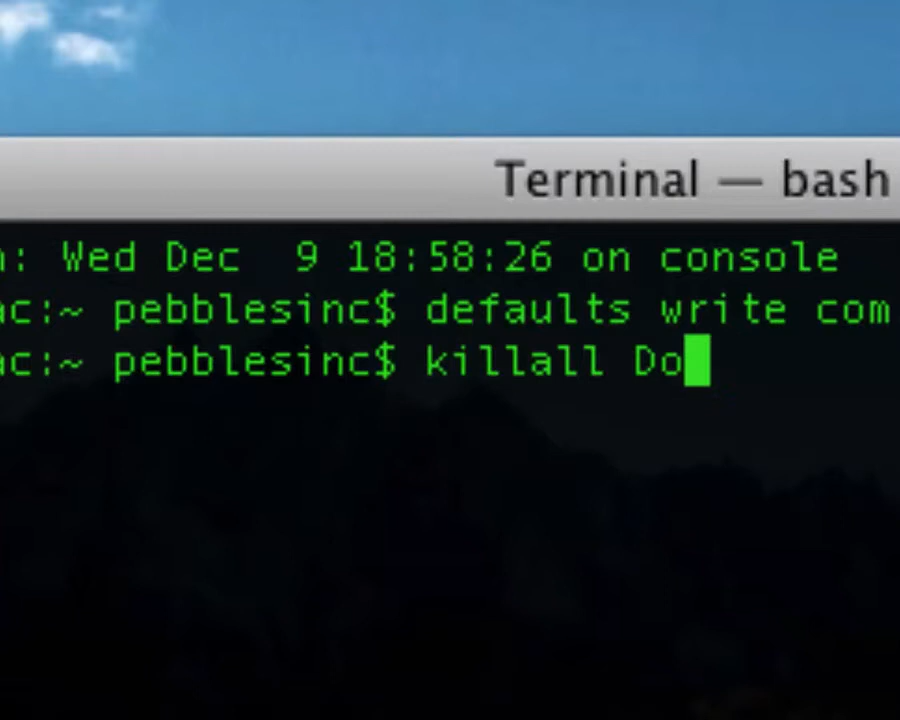 Terminal — bash
n: Wed Dec  9 18:58:26 on console
ac:~ pebblesinc$ defaults write com
ac:~ pebblesinc$ killall Do